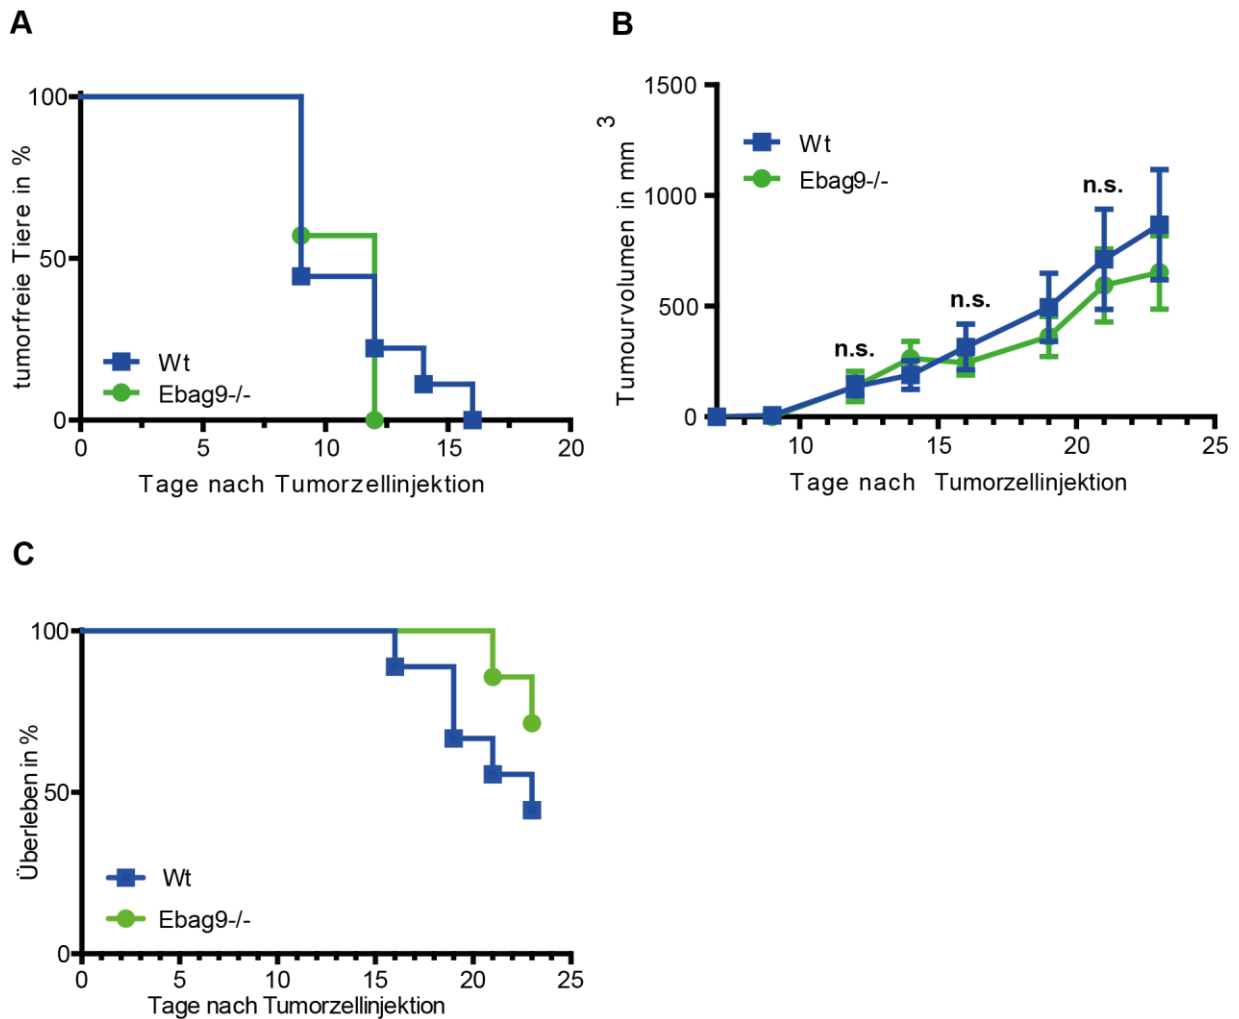 A
100
50
0
0
5
10
15
20
tumorfreie Tiere in %
Wt
Ebag9-/-
Tage nach Tumorzellinjektion
B
1500
1000
500
0
10
15
20
25
Tumourvolumen in mm 3
Wt
Ebag9-/-
n.s.
n.s.
n.s.
Tage nach Tumorzellinjektion
C
100
50
0
0
5
10
15
20
25
Überleben in %
Wt
Ebag9-/-
Tage nach Tumorzellinjektion